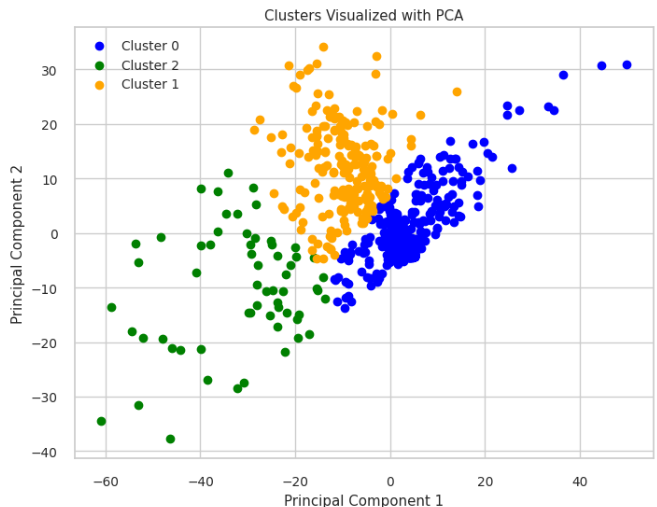 Clusters Visualized with PCA
Cluster 0
Cluster 2
Cluster 1
Principal Component 2
30
20
10
0
−10
−20
−30
−40
−60
−40
−20
0
20
40
Principal Component 1